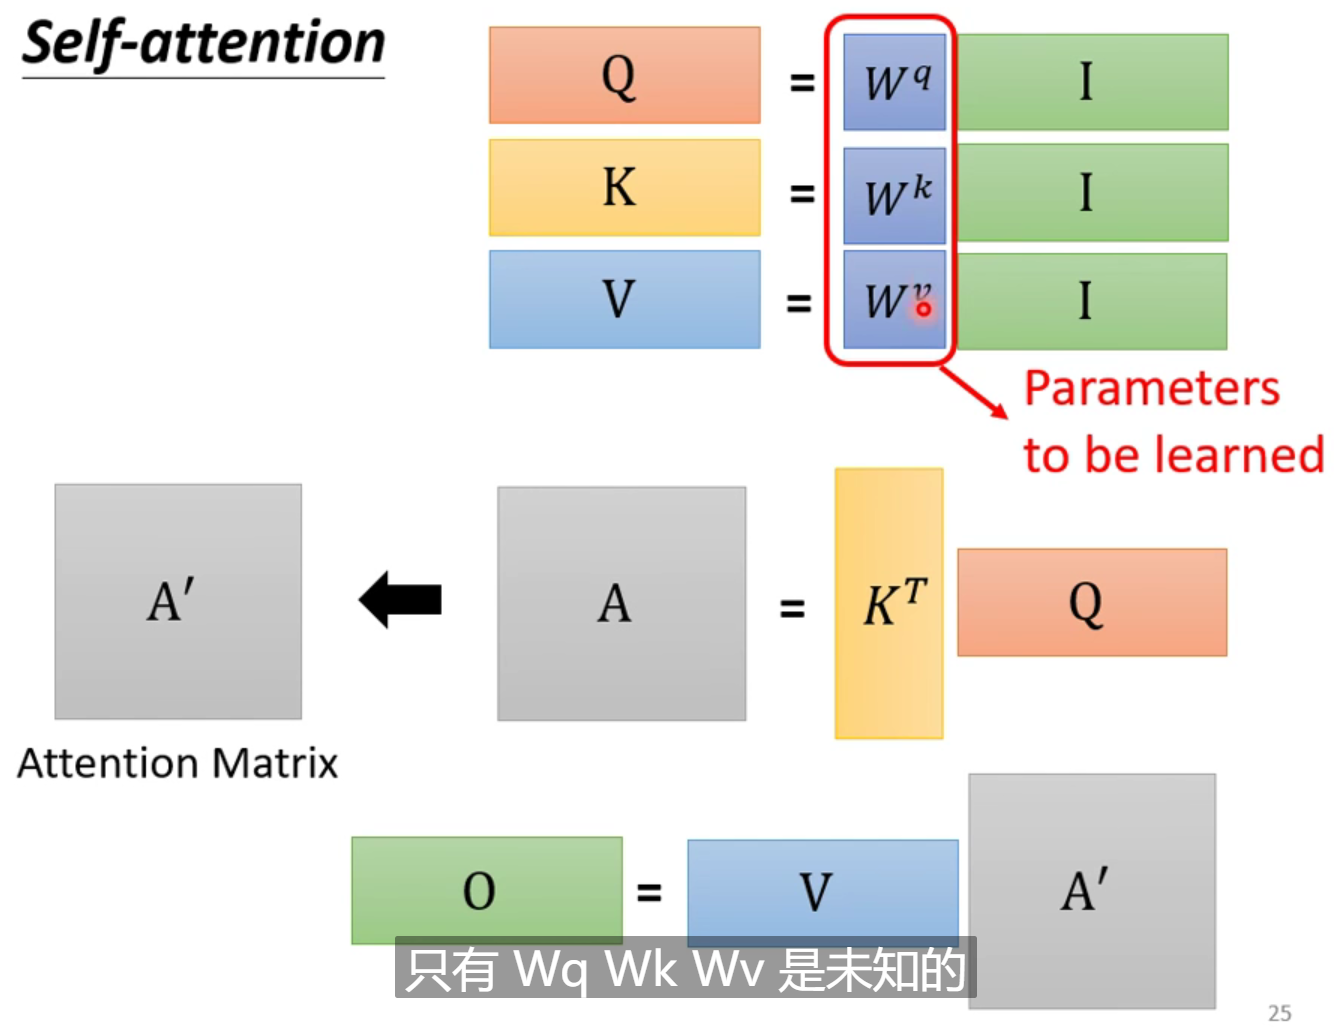 Self-attention
Q = W^q I
K = W^k I
V = W^v I
Parameters
to be learned
A′ A = K^T Q
Attention Matrix
O = V A′
只有 Wq Wk Wv 是未知的
25